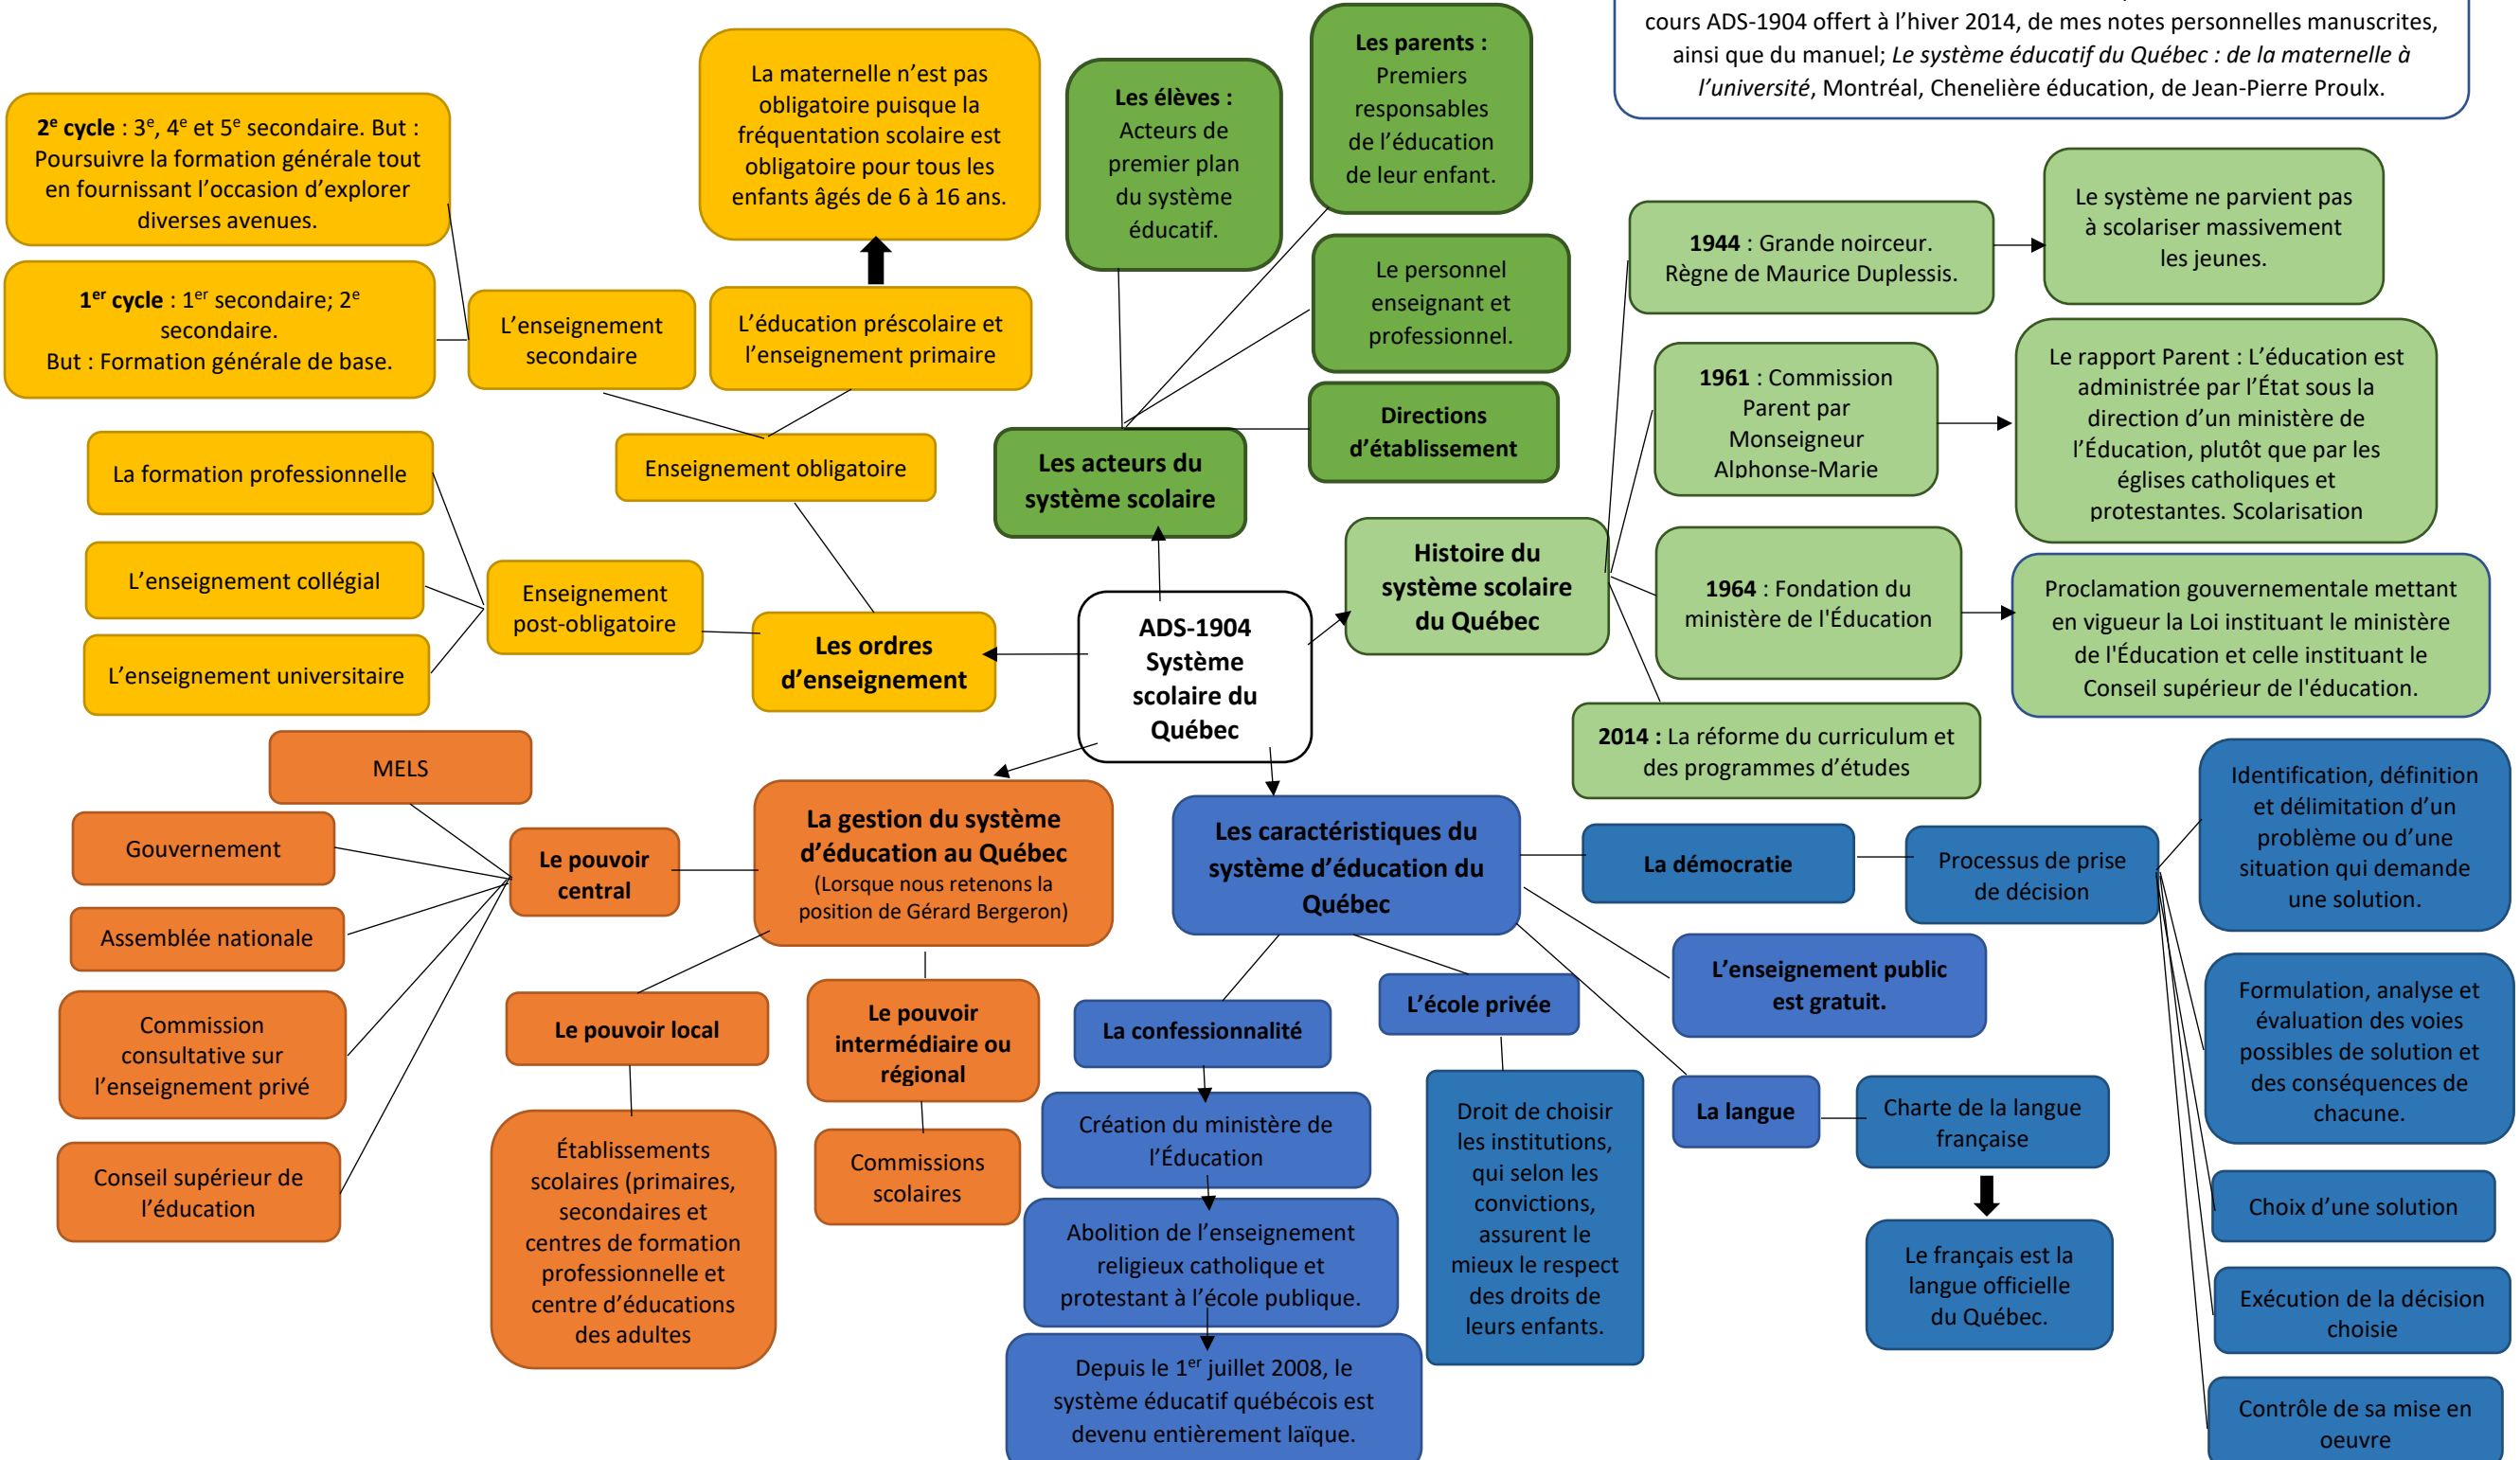 cours ADS-1904 offert à l'hiver 2014, de mes notes personnelles manuscrites,
ainsi que du manuel; Le système éducatif du Québec : de la maternelle à
l'université, Montréal, Chenelière éducation, de Jean-Pierre Proulx.
2e cycle : 3e, 4e et 5e secondaire. But :
Poursuivre la formation générale tout
en fournissant l'occasion d'explorer
diverses avenues.
1er cycle : 1er secondaire; 2e
secondaire.
But : Formation générale de base.
L'enseignement
secondaire
La maternelle n'est pas
obligatoire puisque la
fréquentation scolaire est
obligatoire pour tous les
enfants âgés de 6 à 16 ans.
L'éducation préscolaire et
l'enseignement primaire
Enseignement obligatoire
La formation professionnelle
L'enseignement collégial
L'enseignement universitaire
Enseignement
post-obligatoire
Les ordres
d'enseignement
Les élèves :
Acteurs de
premier plan
du système
éducatif.
Les parents :
Premiers
responsables
de l'éducation
de leur enfant.
Le personnel
enseignant et
professionnel.
Directions
d'établissement
Les acteurs du
système scolaire
ADS-1904
Système
scolaire du
Québec
Histoire du
système scolaire
du Québec
1944 : Grande noirceur.
Règne de Maurice Duplessis.
Le système ne parvient pas
à scolariser massivement
les jeunes.
1961 : Commission
Parent par
Monseigneur
Alphonse-Marie
Le rapport Parent : L'éducation est
administrée par l'État sous la
direction d'un ministère de
l'Éducation, plutôt que par les
églises catholiques et
protestantes. Scolarisation
1964 : Fondation du
ministère de l'Éducation
Proclamation gouvernementale mettant
en vigueur la Loi instituant le ministère
de l'Éducation et celle instituant le
Conseil supérieur de l'éducation.
2014 : La réforme du curriculum et
des programmes d'études
MELS
Gouvernement
Assemblée nationale
Commission
consultative sur
l'enseignement privé
Conseil supérieur de
l'éducation
Le pouvoir
central
La gestion du système
d'éducation au Québec
(Lorsque nous retenons la
position de Gérard Bergeron)
Le pouvoir local
Établissements
scolaires (primaires,
secondaires et
centres de formation
professionnelle et
centre d'éducations
des adultes
Le pouvoir
intermédiaire ou
régional
Commissions
scolaires
Les caractéristiques du
système d'éducation du
Québec
La confessionnalité
Création du ministère de
l'Éducation
Abolition de l'enseignement
religieux catholique et
protestant à l'école publique.
Depuis le 1er juillet 2008, le
système éducatif québécois est
devenu entièrement laïque.
L'école privée
Droit de choisir
les institutions,
qui selon les
convictions,
assurent le
mieux le respect
des droits de
leurs enfants.
La langue
Charte de la langue
française
Le français est la
langue officielle
du Québec.
L'enseignement public
est gratuit.
La démocratie
Processus de prise
de décision
Identification, définition
et délimitation d'un
problème ou d'une
situation qui demande
une solution.
Formulation, analyse et
évaluation des voies
possibles de solution et
des conséquences de
chacune.
Choix d'une solution
Exécution de la décision
choisie
Contrôle de sa mise en
oeuvre